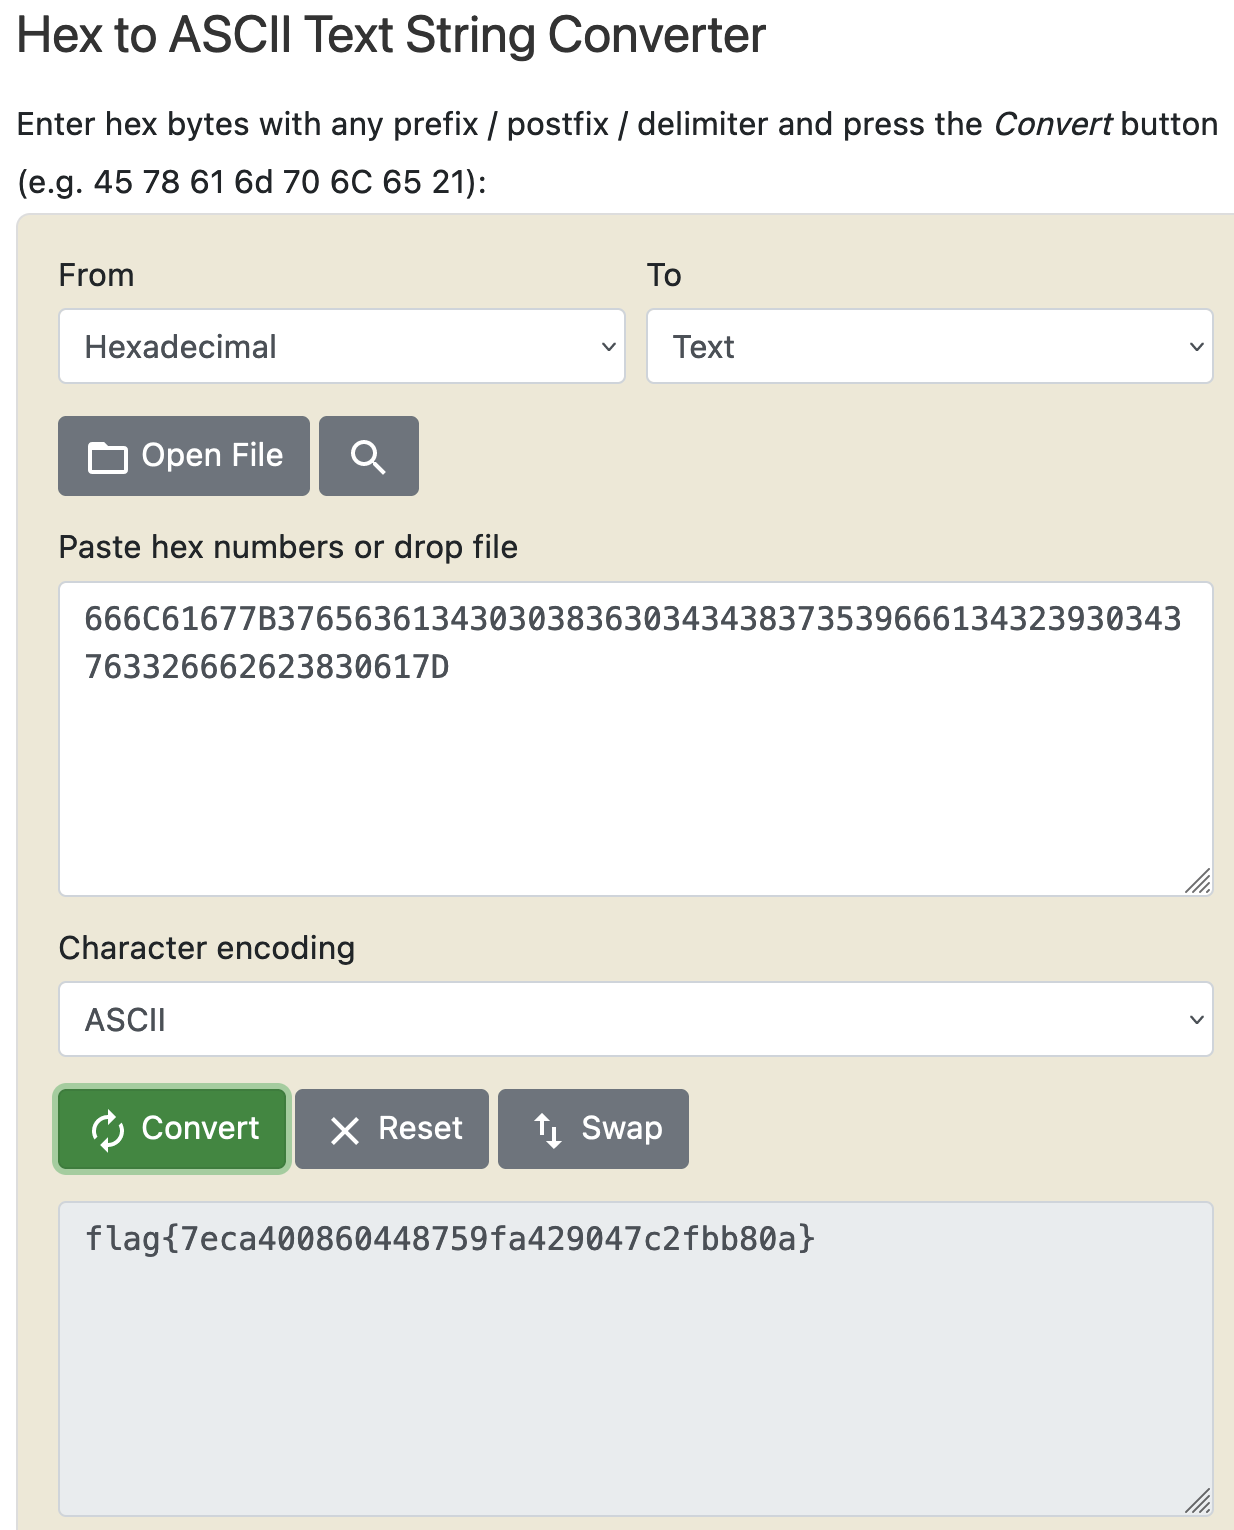 Hex to ASCII Text String Converter
Enter hex bytes with any prefix / postfix / delimiter and press the Convert button
(e.g. 45 78 61 6d 70 6C 65 21):
From
To
Hexadecimal
Text
Open File
Paste hex numbers or drop file
666C61677B37656361343030383630343438373539666134323930343
763326662623830617D
Character encoding
ASCII
Convert
Reset
Swap
flag{7eca400860448759fa429047c2fbb80a}